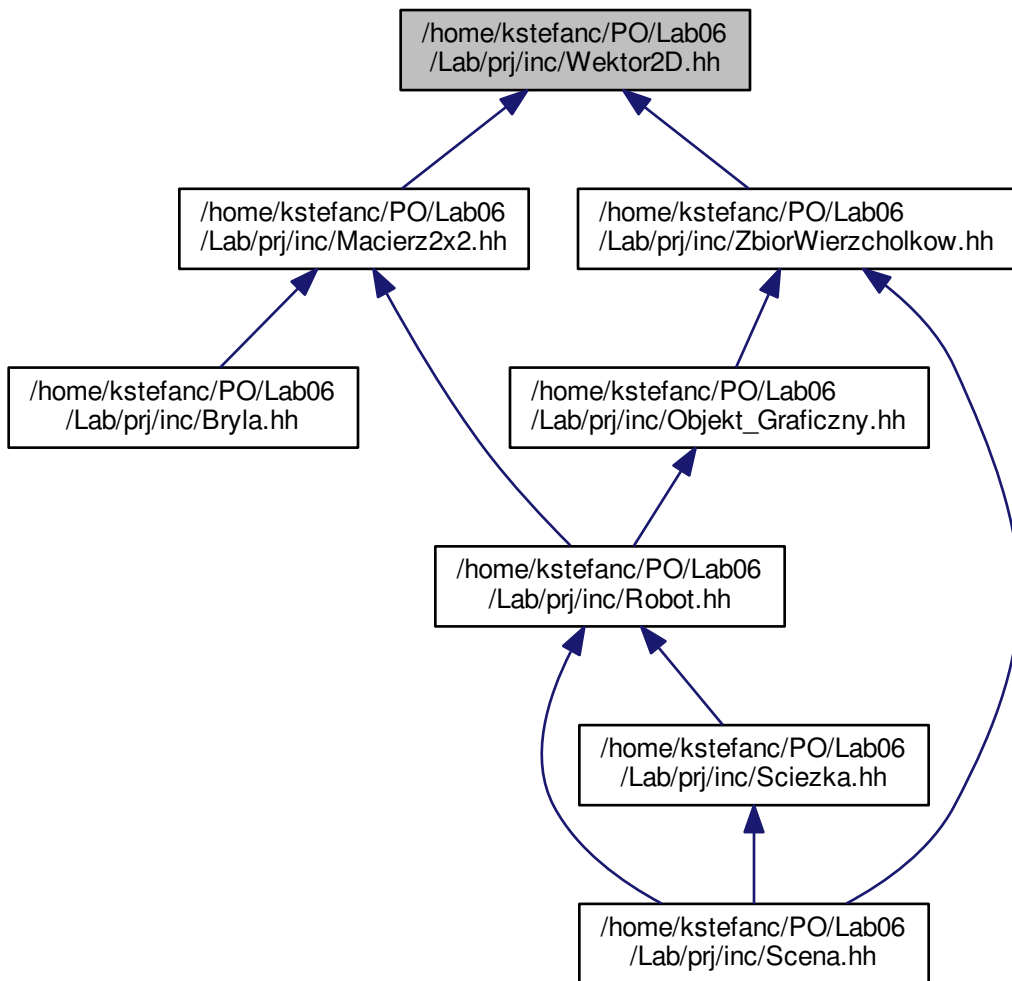 /home/kstefanc/PO/Lab06
/Lab/prj/inc/Wektor2D.hh
/home/kstefanc/PO/Lab06
/Lab/prj/inc/Macierz2x2.hh
/home/kstefanc/PO/Lab06
/Lab/prj/inc/ZbiorWierzcholkow.hh
/home/kstefanc/PO/Lab06
/Lab/prj/inc/Bryla.hh
/home/kstefanc/PO/Lab06
/Lab/prj/inc/Objekt_Graficzny.hh
/home/kstefanc/PO/Lab06
/Lab/prj/inc/Robot.hh
/home/kstefanc/PO/Lab06
/Lab/prj/inc/Sciezka.hh
/home/kstefanc/PO/Lab06
/Lab/prj/inc/Scena.hh